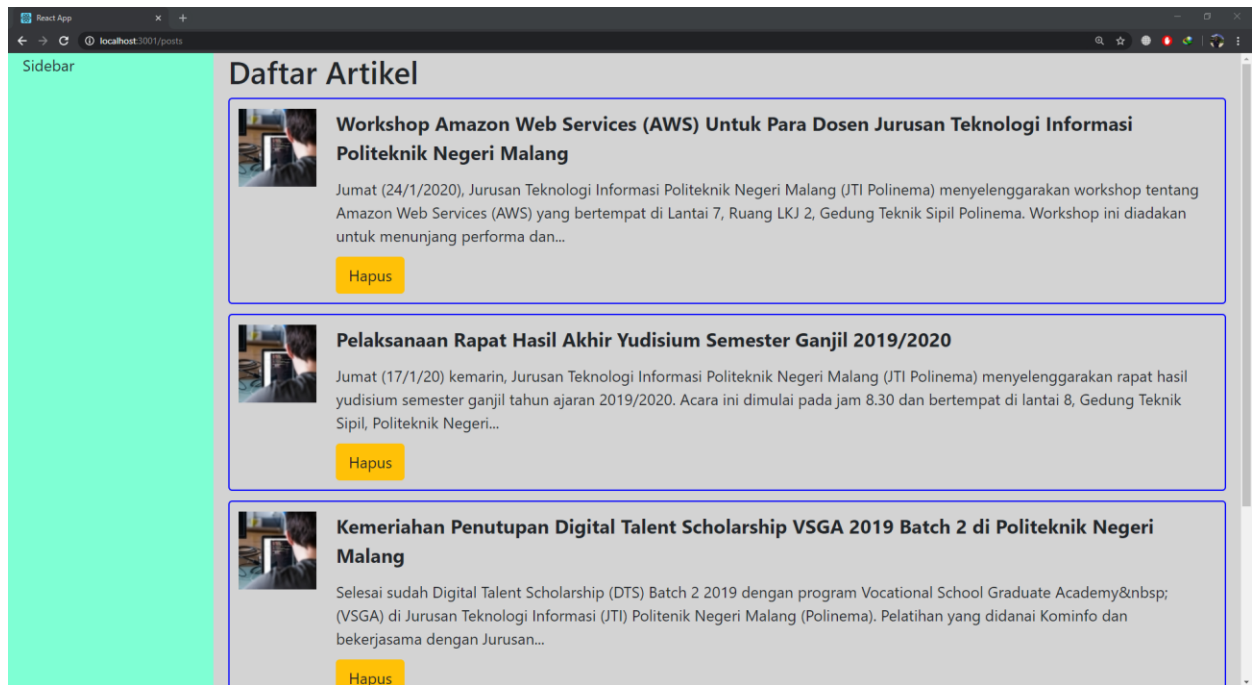 React App
localhost:3001/posts
Sidebar
Daftar Artikel
Workshop Amazon Web Services (AWS) Untuk Para Dosen Jurusan Teknologi Informasi
Politeknik Negeri Malang
Jumat (24/1/2020), Jurusan Teknologi Informasi Politeknik Negeri Malang (JTI Polinema) menyelenggarakan workshop tentang
Amazon Web Services (AWS) yang bertempat di Lantai 7, Ruang LKJ 2, Gedung Teknik Sipil Polinema. Workshop ini diadakan
untuk menunjang performa dan...
Hapus
Pelaksanaan Rapat Hasil Akhir Yudisium Semester Ganjil 2019/2020
Jumat (17/1/20) kemarin, Jurusan Teknologi Informasi Politeknik Negeri Malang (JTI Polinema) menyelenggarakan rapat hasil
yudisium semester ganjil tahun ajaran 2019/2020. Acara ini dimulai pada jam 8.30 dan bertempat di lantai 8, Gedung Teknik
Sipil, Politeknik Negeri...
Hapus
Kemeriahan Penutupan Digital Talent Scholarship VSGA 2019 Batch 2 di Politeknik Negeri
Malang
Selesai sudah Digital Talent Scholarship (DTS) Batch 2 2019 dengan program Vocational School Graduate Academy&nbsp;
(VSGA) di Jurusan Teknologi Informasi (JTI) Politenik Negeri Malang (Polinema). Pelatihan yang didanai Kominfo dan
bekerjasama dengan Jurusan...
Hapus